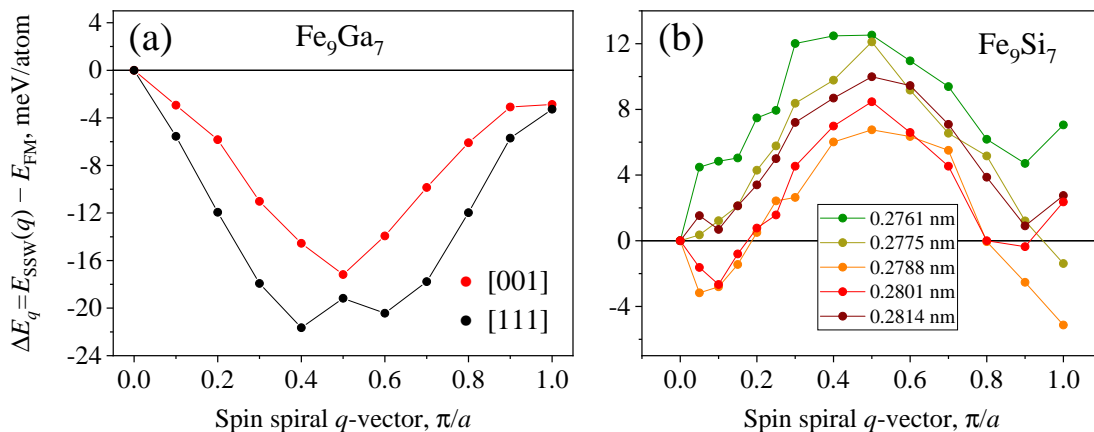 (a)
Fe₉Ga₇
ΔE_q=E_SSW(q) − E_FM, meV/atom
4
0
-4
-8
-12
-16
-20
-24
[001]
[111]
0.0 0.2 0.4 0.6 0.8 1.0
Spin spiral q-vector, π/a
(b)
Fe₉Si₇
12
8
4
0
-4
0.2761 nm
0.2775 nm
0.2788 nm
0.2801 nm
0.2814 nm
0.0 0.2 0.4 0.6 0.8 1.0
Spin spiral q-vector, π/a